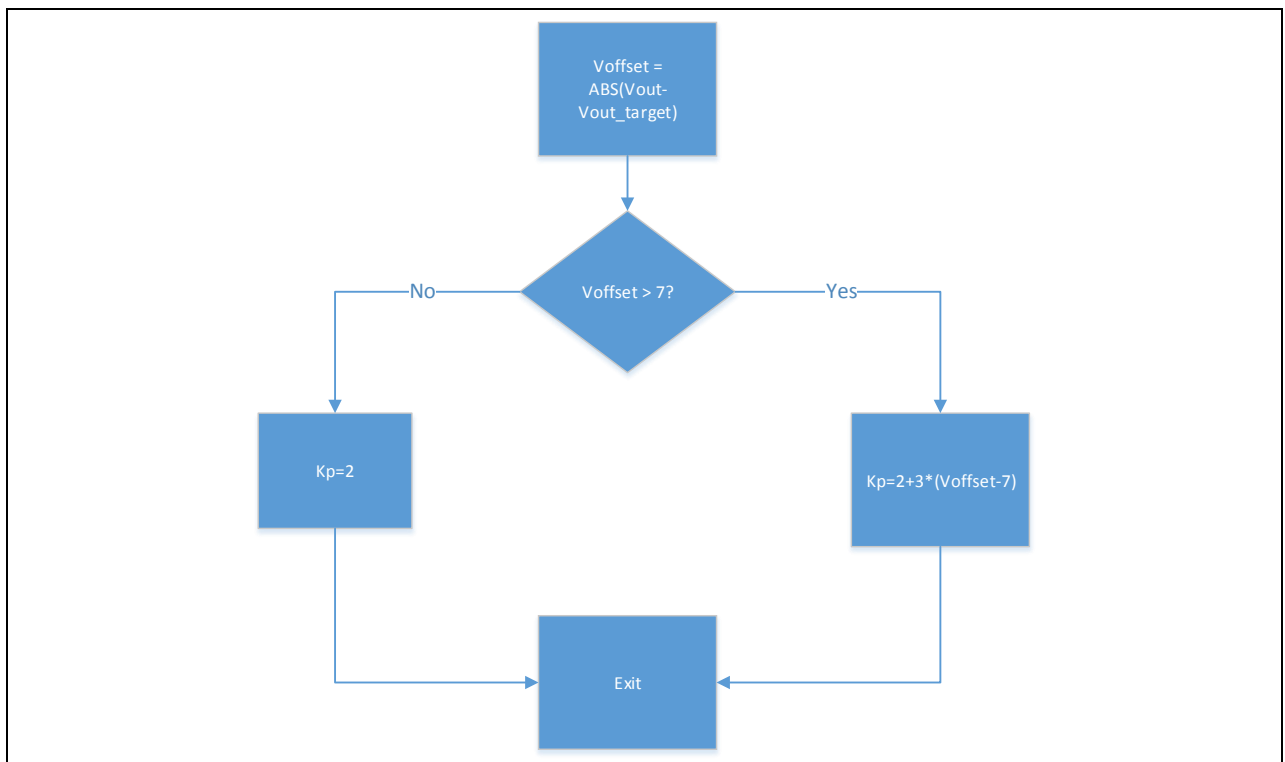 Voffset =
ABS(Vout-
Vout_target)
Voffset > 7?
No
Yes
Kp=2
Kp=2+3*(Voffset-7)
Exit